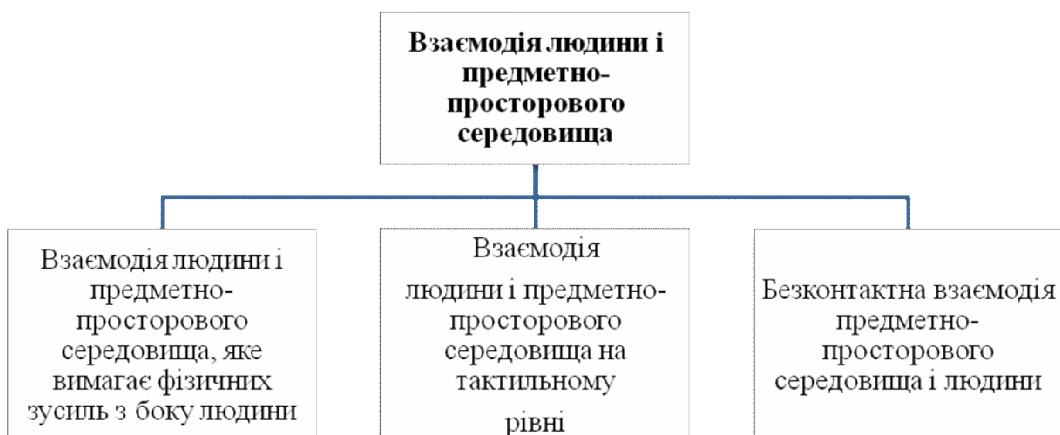 Взаємодія людини і
предметно-
просторового
середовища
Взаємодія людини і
предметно-
просторового
середовища, яке
вимагає фізичних
зусиль з боку людини
Взаємодія
людини і предметно-
просторового
середовища на
тактильному
рівні
Безконтактна взаємодія
предметно-
просторового
середовища і людини